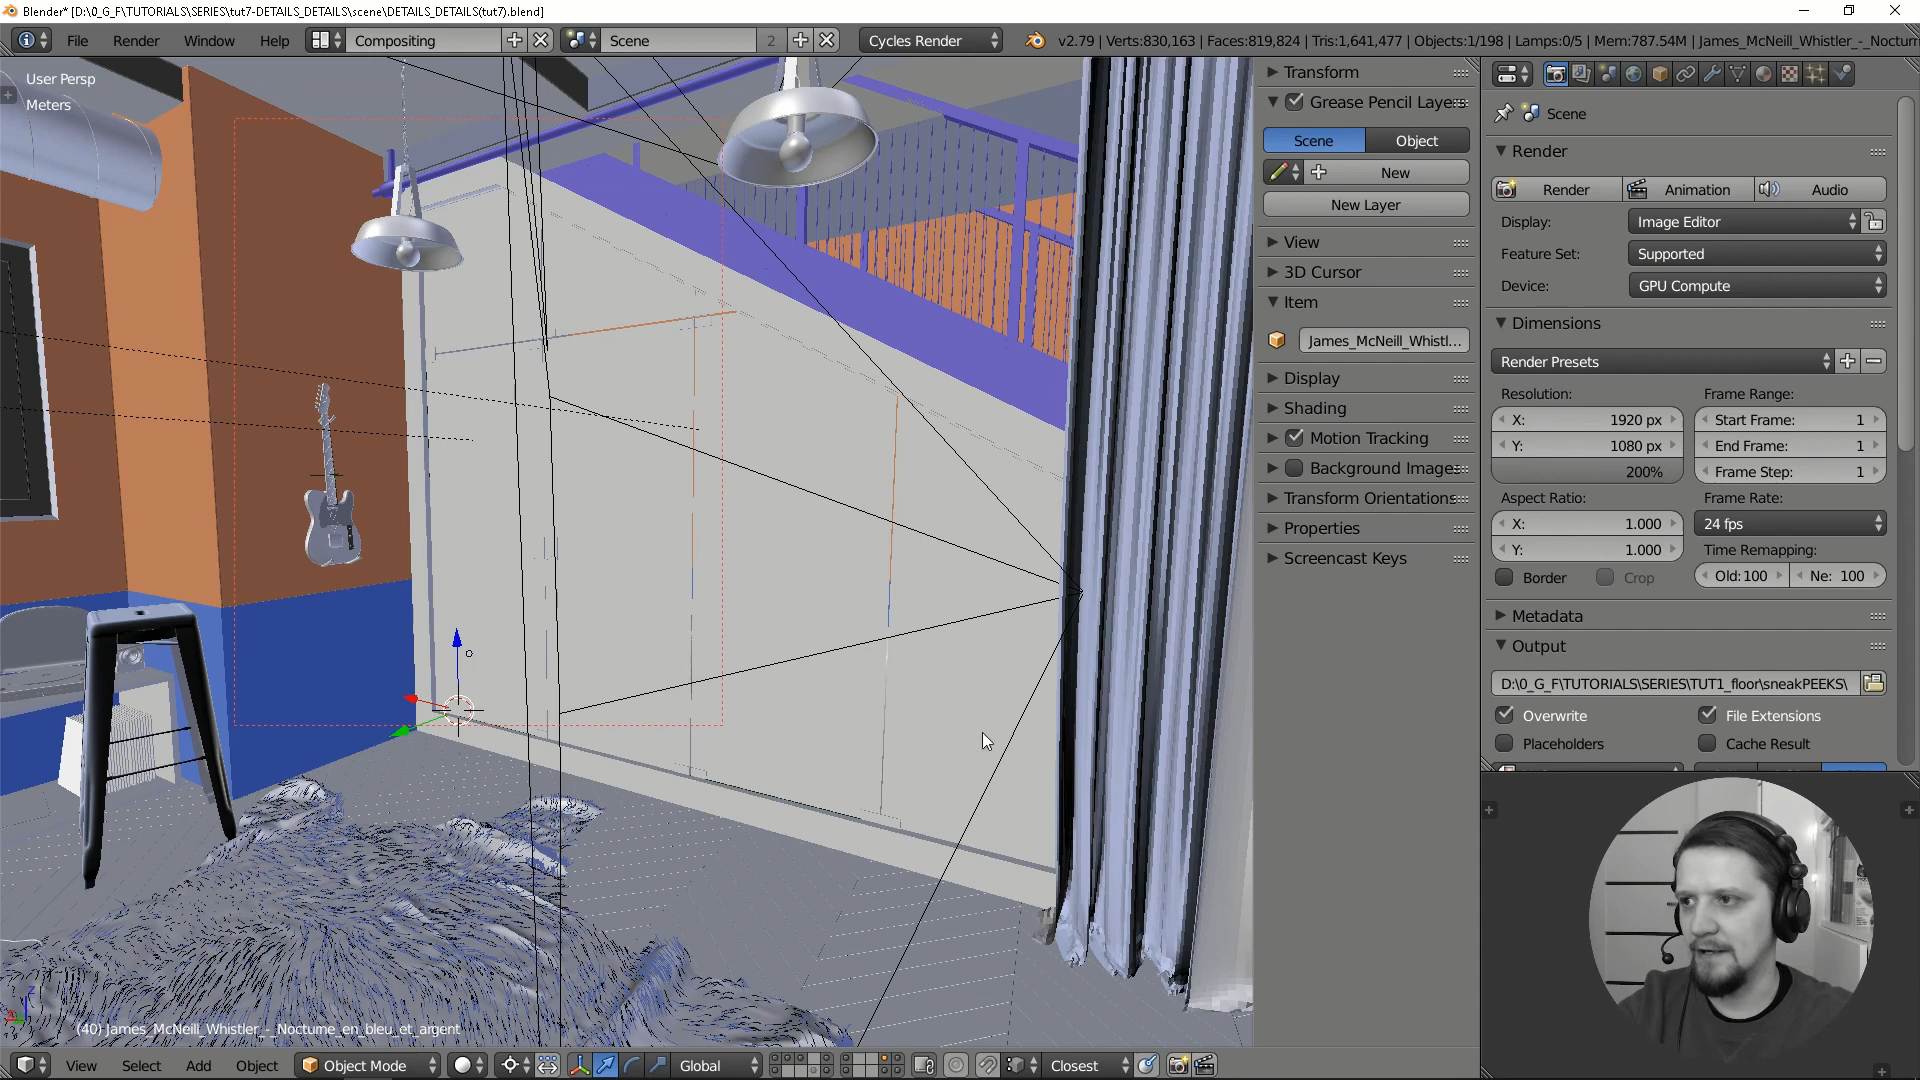 Blender* [D:\0_G_F\TUTORIALS\SERIES\tut7-DETAILS_DETAILS\scene\DETAILS_DETAILS(tut7).blend]
File Render Window Help Compositing Scene 2 Cycles Render v2.79 | Verts:830,163 | Faces:819,824 | Tris:1,641,477 | Objects:1/198 | Lamps:0/5 | Mem:787.54M | James_McNeill_Whistler_-_Nocturn
User Persp
Meters
Transform
Grease Pencil Layers
Scene Object
New
New Layer
View
3D Cursor
Item
James_McNeill_Whistl...
Display
Shading
Motion Tracking
Background Images
Transform Orientations
Properties
Screencast Keys
Scene
Render
Render Animation Audio
Display: Image Editor
Feature Set: Supported
Device: GPU Compute
Dimensions
Render Presets
Resolution: Frame Range:
X: 1920 px Start Frame: 1
Y: 1080 px End Frame: 1
200% Frame Step: 1
Aspect Ratio: Frame Rate:
X: 1.000 24 fps
Y: 1.000 Time Remapping:
Border Crop Old: 100 Ne: 100
Metadata
Output
D:\0_G_F\TUTORIALS\SERIES\TUT1_floor\sneakPEEKS\
Overwrite File Extensions
Placeholders Cache Result
(40) James_McNeill_Whistler_-_Nocturne_en_bleu_et_argent
View Select Add Object Object Mode Global Closest